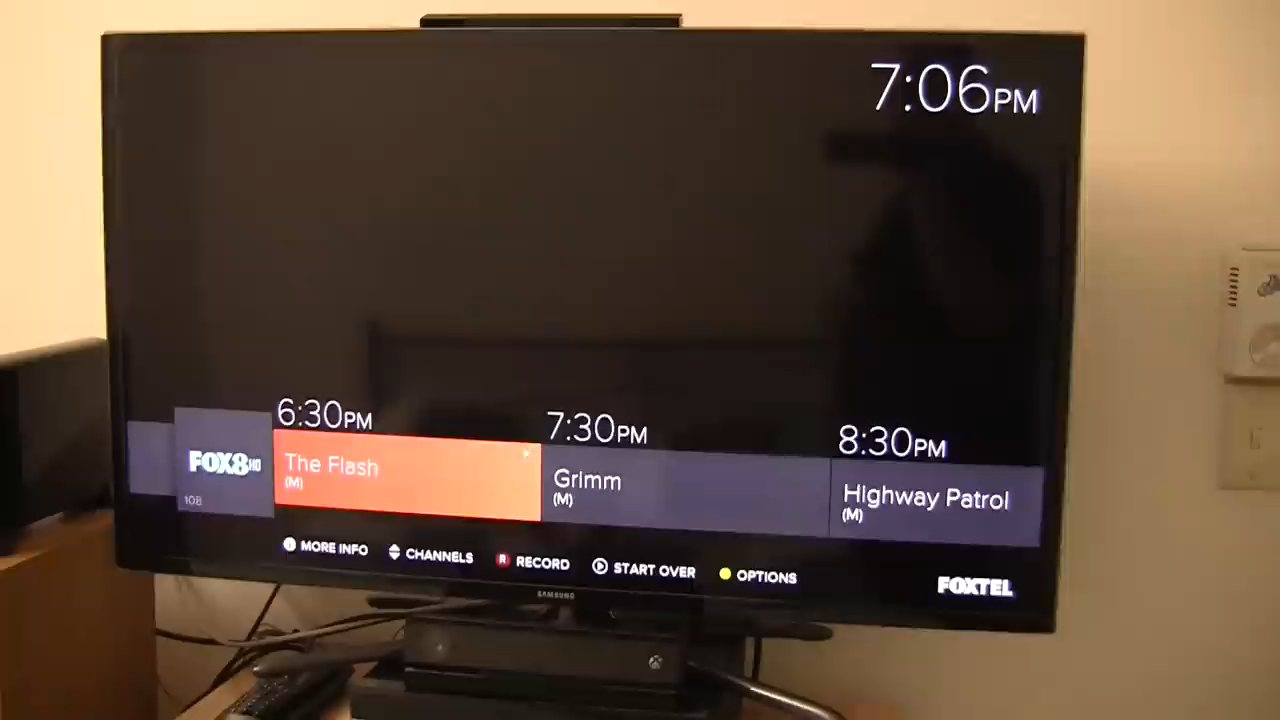 7:06PM
6:30PM
7:30PM
8:30PM
FOX8HD
108
The Flash
(M)
Grimm
(M)
Highway Patrol
(M)
MORE INFO
CHANNELS
R RECORD
START OVER
OPTIONS
FOXTEL
SAMSUNG